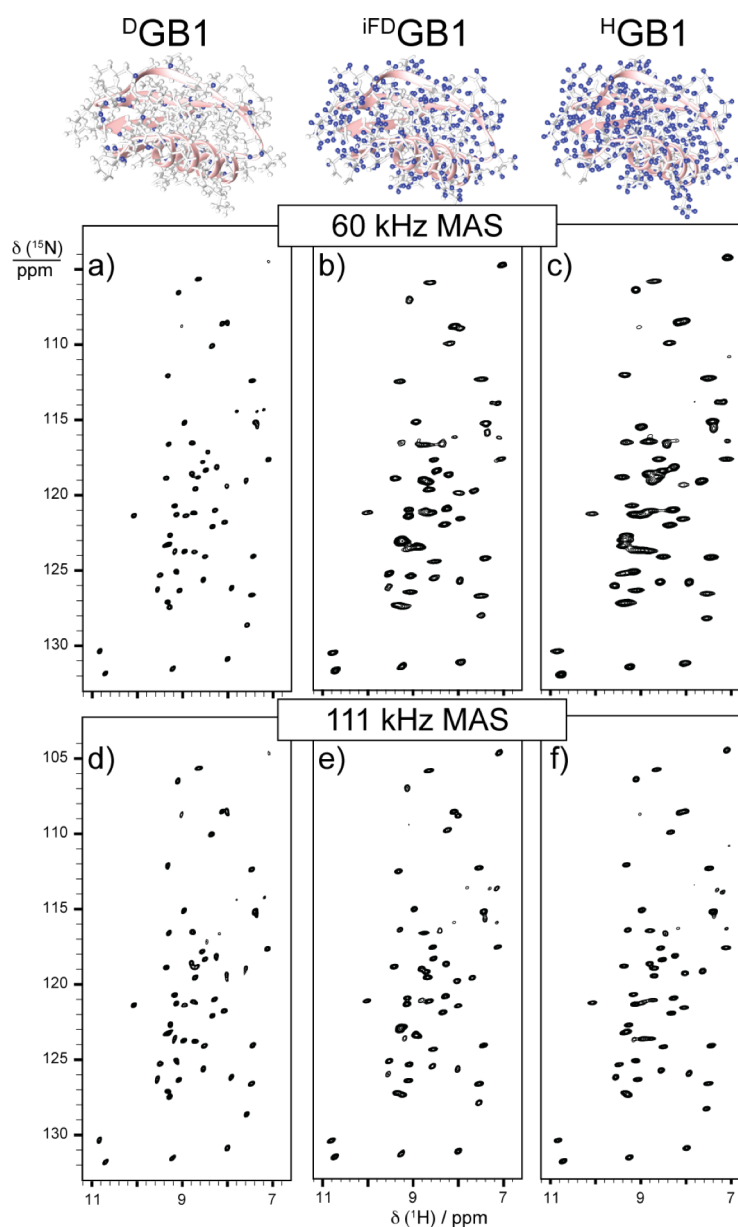 ᴰGB1 ⁱᶠᴰGB1 ᴴGB1
60 kHz MAS
δ (¹⁵N)
ppm
a) b) c)
110
115
120
125
130
111 kHz MAS
d) e) f)
105
110
115
120
125
130
11 9 7 11 9 7 11 9 7
δ (¹H) / ppm